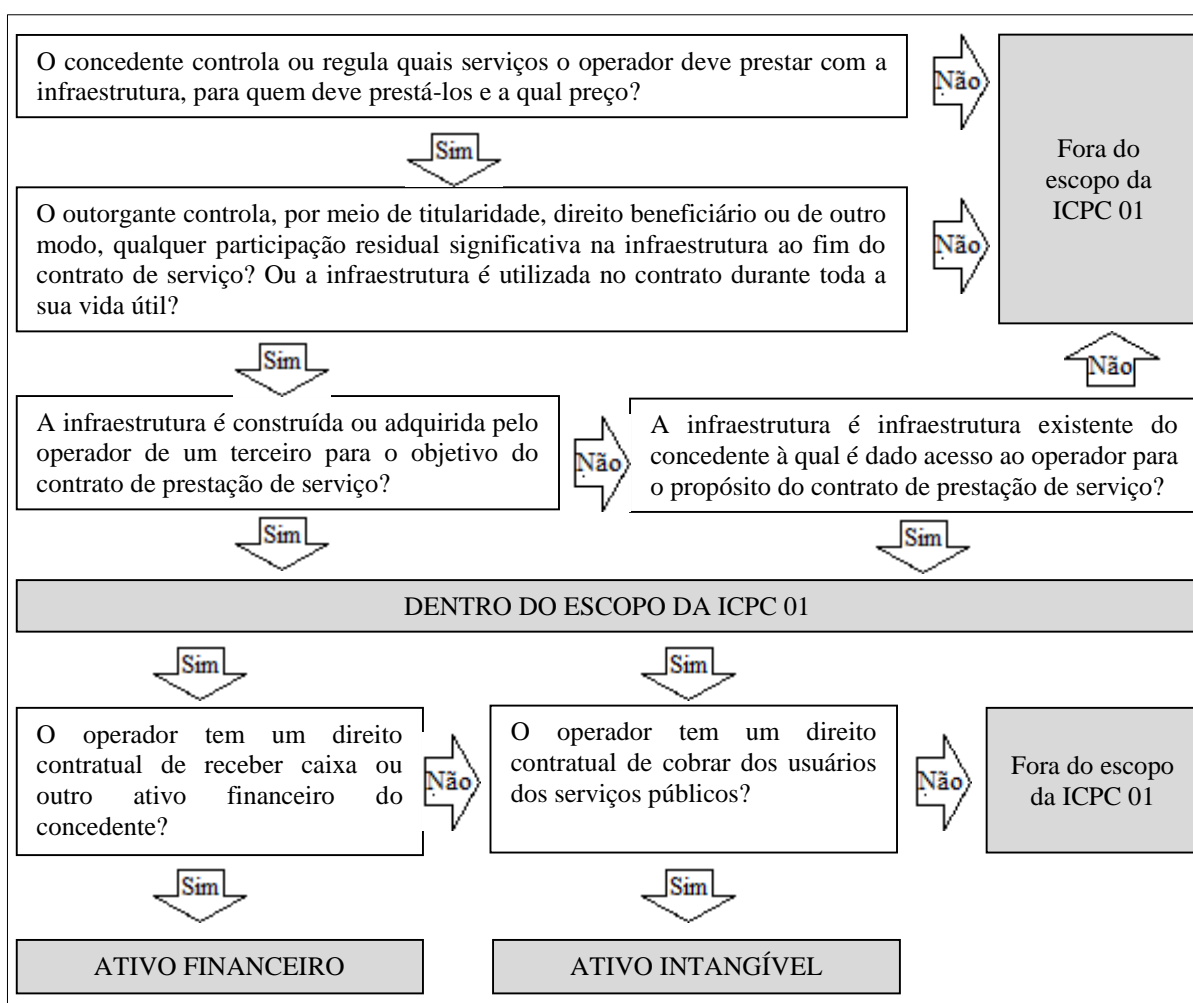 O concedente controla ou regula quais serviços o operador deve prestar com a
infraestrutura, para quem deve prestá-los e a qual preço?
Não
Fora do
escopo da
ICPC 01
Sim
O outorgante controla, por meio de titularidade, direito beneficiário ou de outro
modo, qualquer participação residual significativa na infraestrutura ao fim do
contrato de serviço? Ou a infraestrutura é utilizada no contrato durante toda a
sua vida útil?
Não
Sim
Não
A infraestrutura é construída ou adquirida pelo
operador de um terceiro para o objetivo do
contrato de prestação de serviço?
Não
A infraestrutura é infraestrutura existente do
concedente à qual é dado acesso ao operador para
o propósito do contrato de prestação de serviço?
Sim
Sim
DENTRO DO ESCOPO DA ICPC 01
Sim
Sim
O operador tem um direito
contratual de receber caixa ou
outro ativo financeiro do
concedente?
Não
O operador tem um direito
contratual de cobrar dos usuários
dos serviços públicos?
Não
Fora do escopo
da ICPC 01
Sim
Sim
ATIVO FINANCEIRO
ATIVO INTANGÍVEL